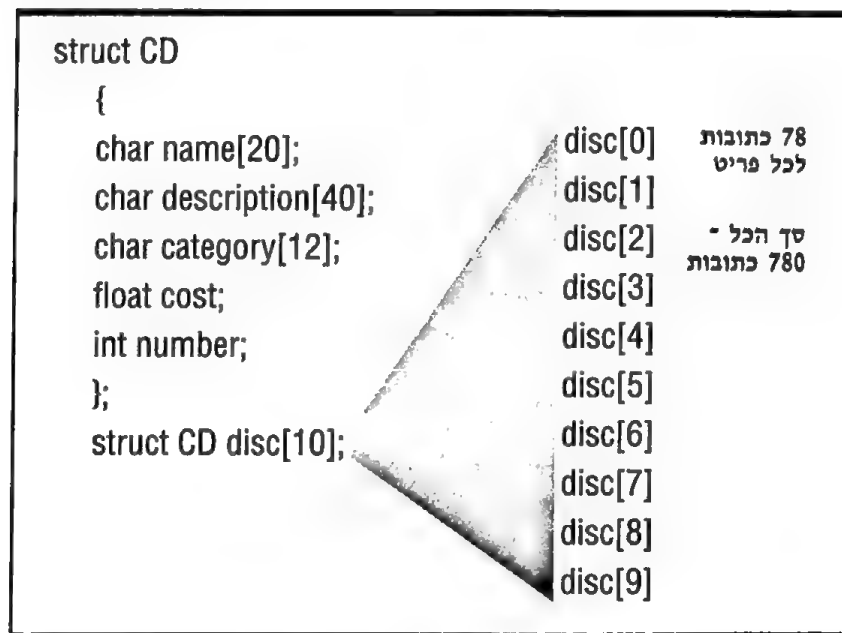 struct CD
{
char name[20];
char description[40];
char category[12];
float cost;
int number;
};
struct CD disc[10];
disc[0]
disc[1]
disc[2]
disc[3]
disc[4]
disc[5]
disc[6]
disc[7]
disc[8]
disc[9]
78 כתובות
לכל פריט
סך הכל -
780 כתובות